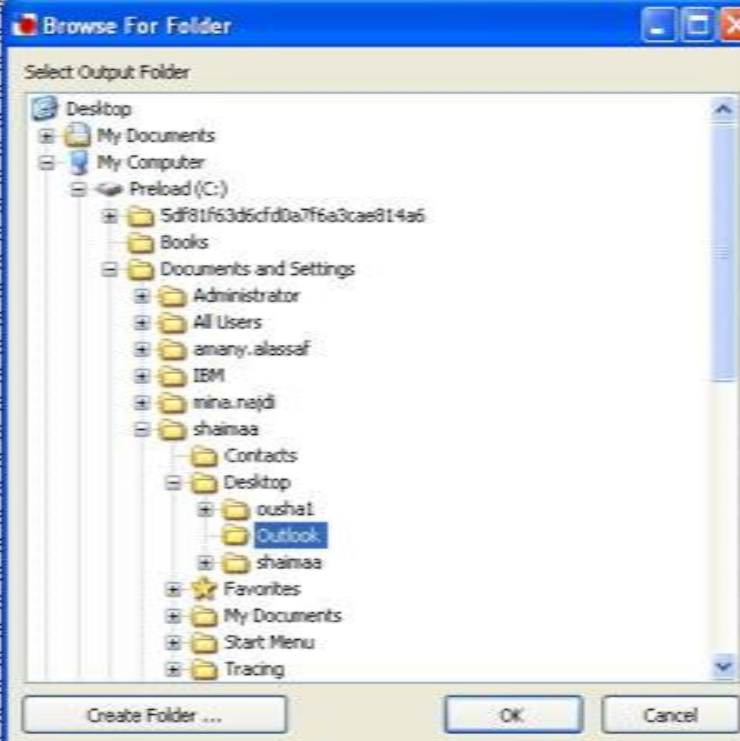 Browse For Folder
Select Output Folder
Desktop
My Documents
My Computer
Preload (C:)
5df81f63d6cfd0a7f6a3cae814a6
Books
Documents and Settings
Administrator
All Users
amany.alassaf
IBM
mina.najdi
shaimaa
Contacts
Desktop
ousha1
Outlook
shaimaa
Favorites
My Documents
Start Menu
Tracing
Create Folder ...
OK
Cancel